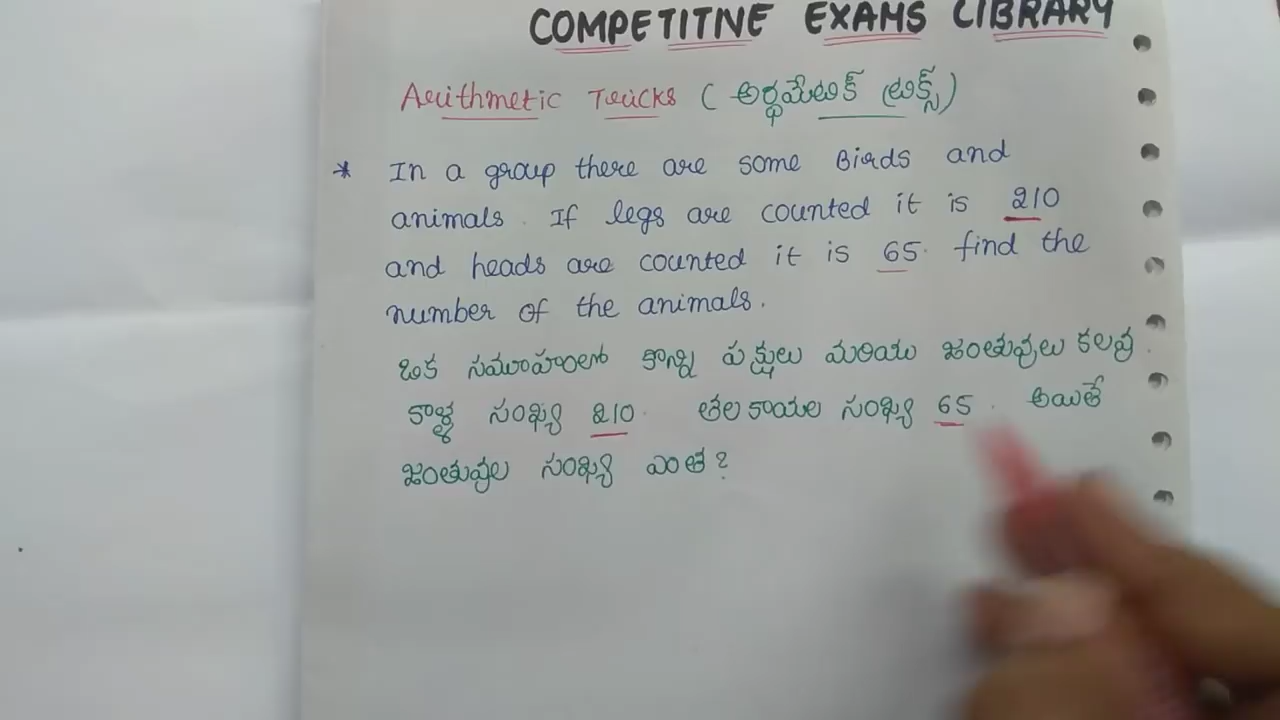 COMPETITNE EXAMS LIBRARY
Arithmetic Tricks ( అర్థమేటిక్ ట్రిక్స్)
* In a group there are some Birds and
animals. If legs are counted it is 210
and heads are counted it is 65. find the
number of the animals.
ఒక సమూహంలో కొన్ని పక్షులు మరియు జంతువులు కలవు.
కాళ్ళ సంఖ్య 210. తలకాయల సంఖ్య 65. అయితే
జంతువుల సంఖ్య ఎంత?